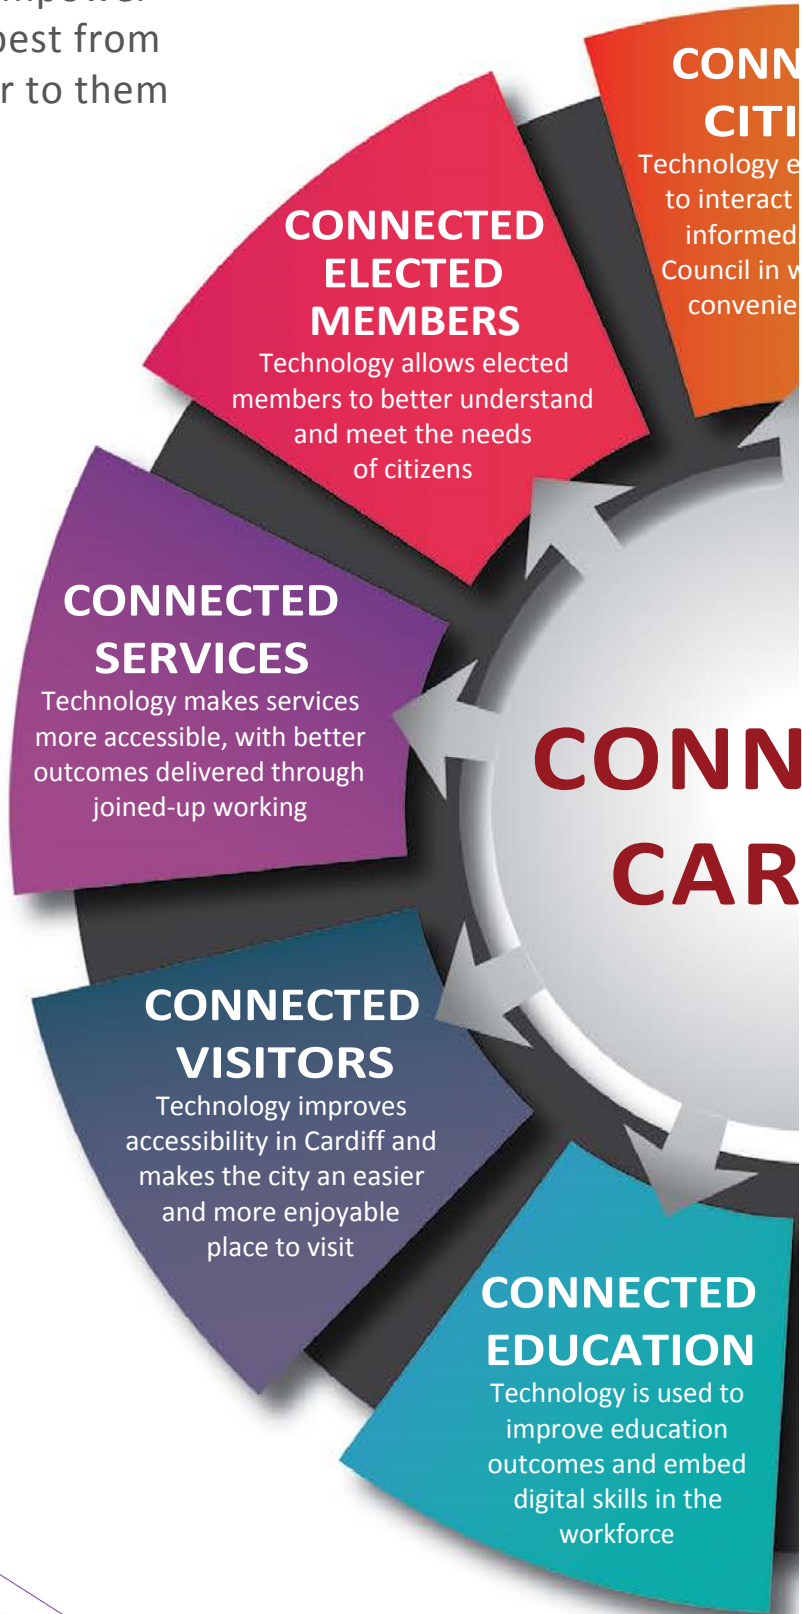 best from
r to them
CONN
CITI
Technology e
to interact
informed
Council in w
convenie
CONNECTED
ELECTED
MEMBERS
Technology allows elected
members to better understand
and meet the needs
of citizens
CONNECTED
SERVICES
Technology makes services
more accessible, with better
outcomes delivered through
joined-up working
CONN
CAR
CONNECTED
VISITORS
Technology improves
accessibility in Cardiff and
makes the city an easier
and more enjoyable
place to visit
CONNECTED
EDUCATION
Technology is used to
improve education
outcomes and embed
digital skills in the
workforce